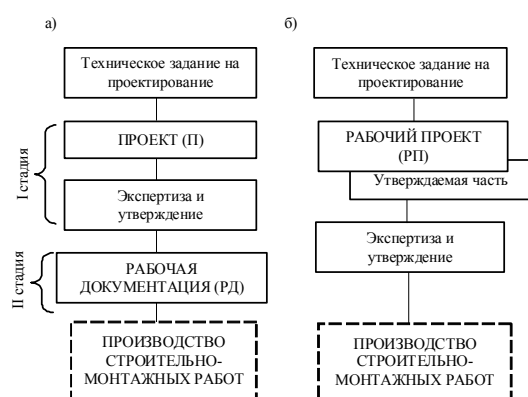 а)
Техническое задание на
проектирование
I стадия
ПРОЕКТ (П)
Экспертиза и
утверждение
II стадия
РАБОЧАЯ
ДОКУМЕНТАЦИЯ (РД)
ПРОИЗВОДСТВО
СТРОИТЕЛЬНО-
МОНТАЖНЫХ РАБОТ
б)
Техническое задание на
проектирование
РАБОЧИЙ ПРОЕКТ
(РП)
Утверждаемая часть
Экспертиза и
утверждение
ПРОИЗВОДСТВО
СТРОИТЕЛЬНО-
МОНТАЖНЫХ РАБОТ